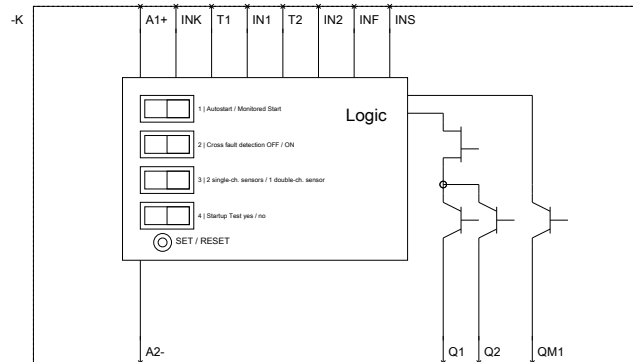 -K
A1+ INK T1 IN1 T2 IN2 INF INS
1 | Autostart / Monitored Start
Logic
2 | Cross fault detection OFF / ON
3 | 2 single-ch. sensors / 1 double-ch. sensor
4 | Startup Test yes / no
SET / RESET
A2- Q1 Q2 QM1